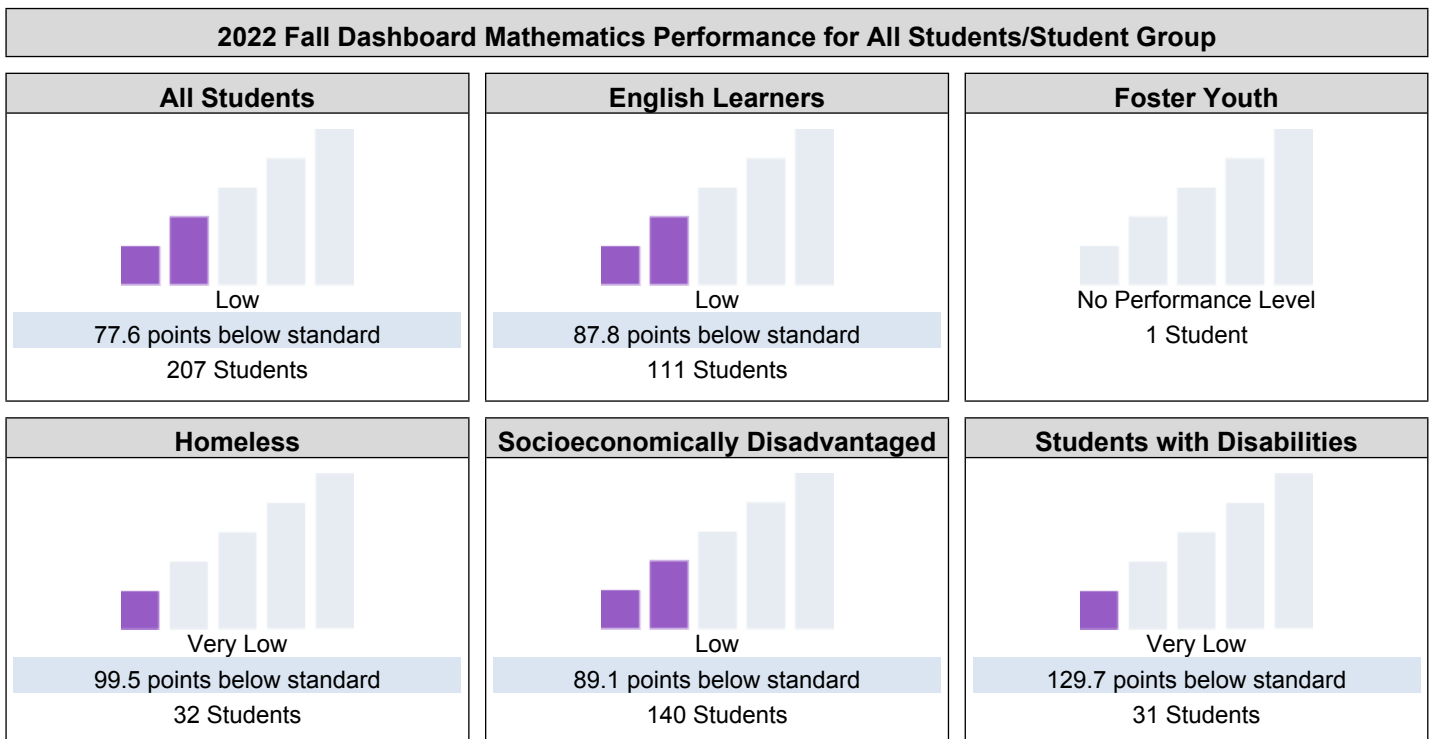 2022 Fall Dashboard Mathematics Performance for All Students/Student Group
All Students
Low
77.6 points below standard
207 Students
English Learners
Low
87.8 points below standard
111 Students
Foster Youth
No Performance Level
1 Student
Homeless
Very Low
99.5 points below standard
32 Students
Socioeconomically Disadvantaged
Low
89.1 points below standard
140 Students
Students with Disabilities
Very Low
129.7 points below standard
31 Students